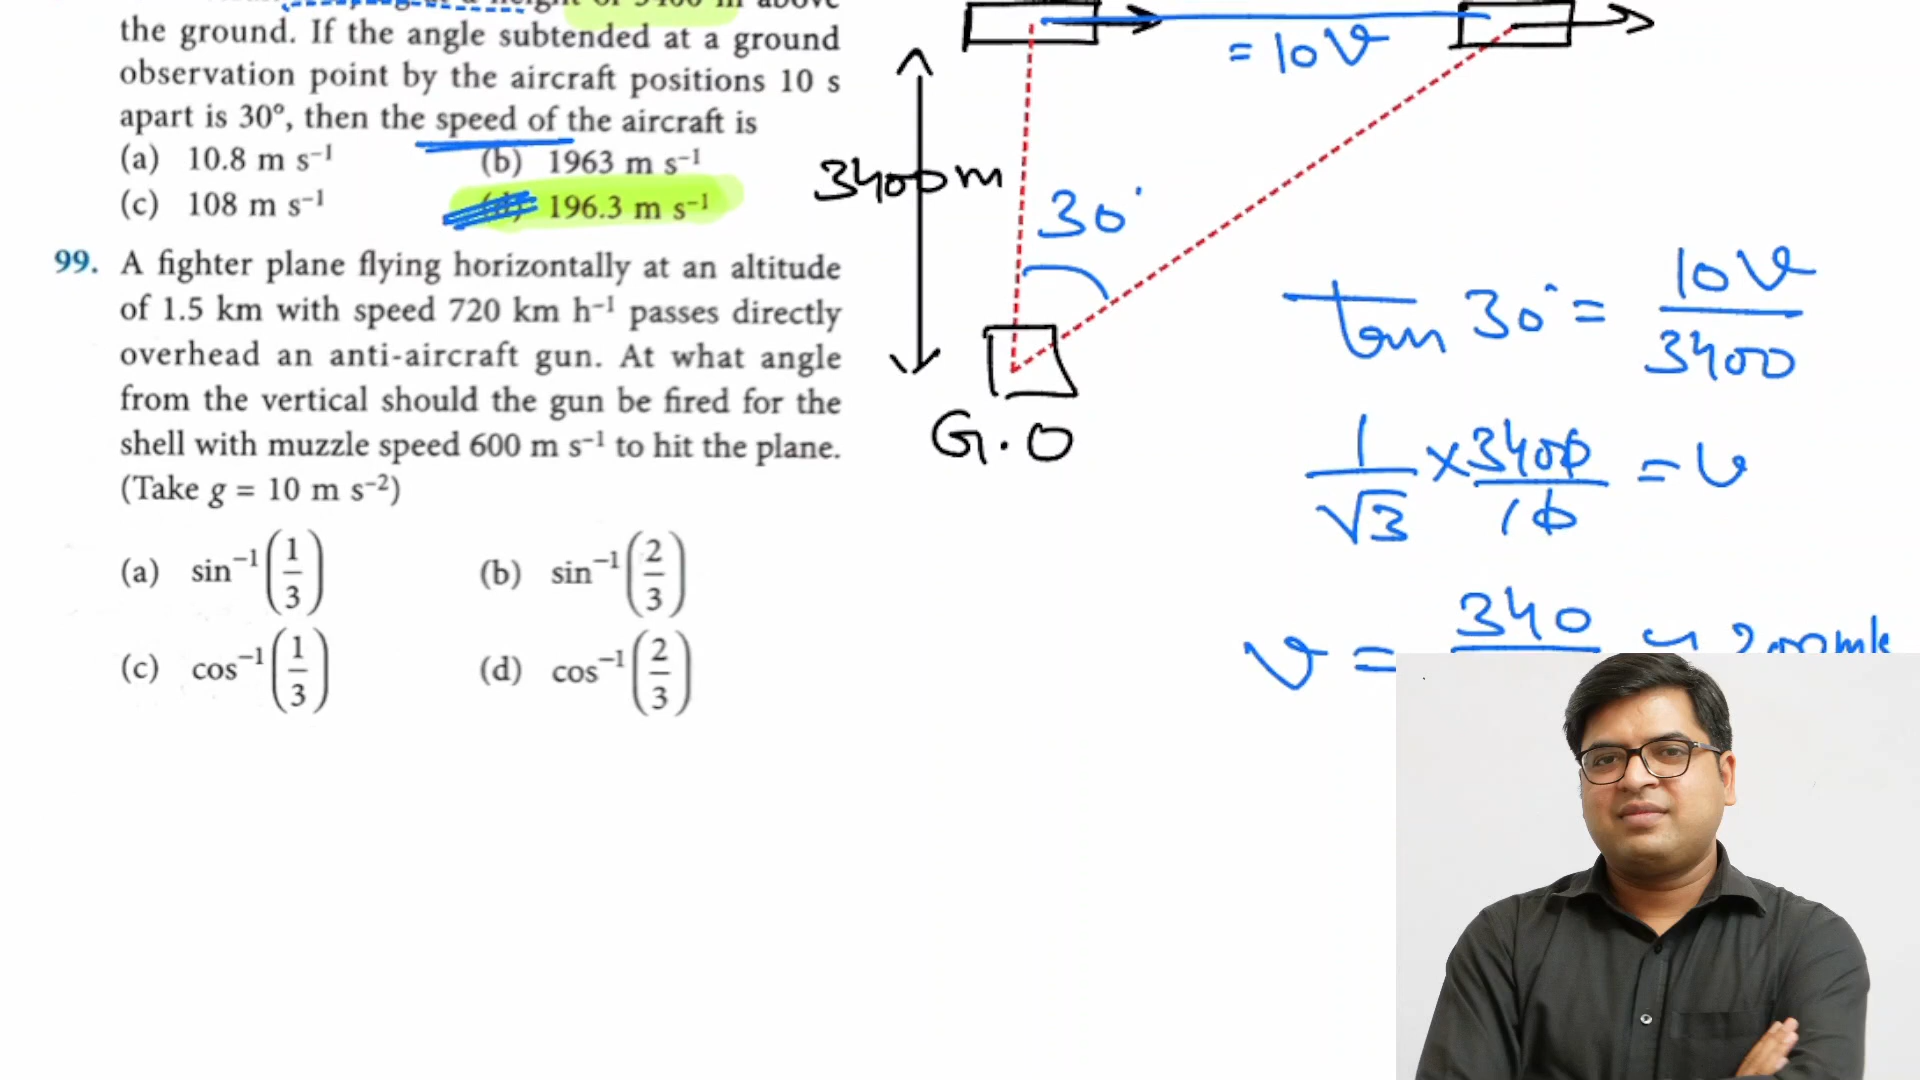 a height of 3400 m above
the ground. If the angle subtended at a ground
observation point by the aircraft positions 10 s
apart is 30°, then the speed of the aircraft is
(a) 10.8 m s⁻¹ (b) 1963 m s⁻¹
(c) 108 m s⁻¹ (d) 196.3 m s⁻¹
99. A fighter plane flying horizontally at an altitude
of 1.5 km with speed 720 km h⁻¹ passes directly
overhead an anti-aircraft gun. At what angle
from the vertical should the gun be fired for the
shell with muzzle speed 600 m s⁻¹ to hit the plane.
(Take g = 10 m s⁻²)
(a) sin⁻¹(1/3) (b) sin⁻¹(2/3)
(c) cos⁻¹(1/3) (d) cos⁻¹(2/3)
= 10v
3400m
30°
G.O
tan 30° = 10v/3400
1/√3 × 3400/10 = v
v = 340